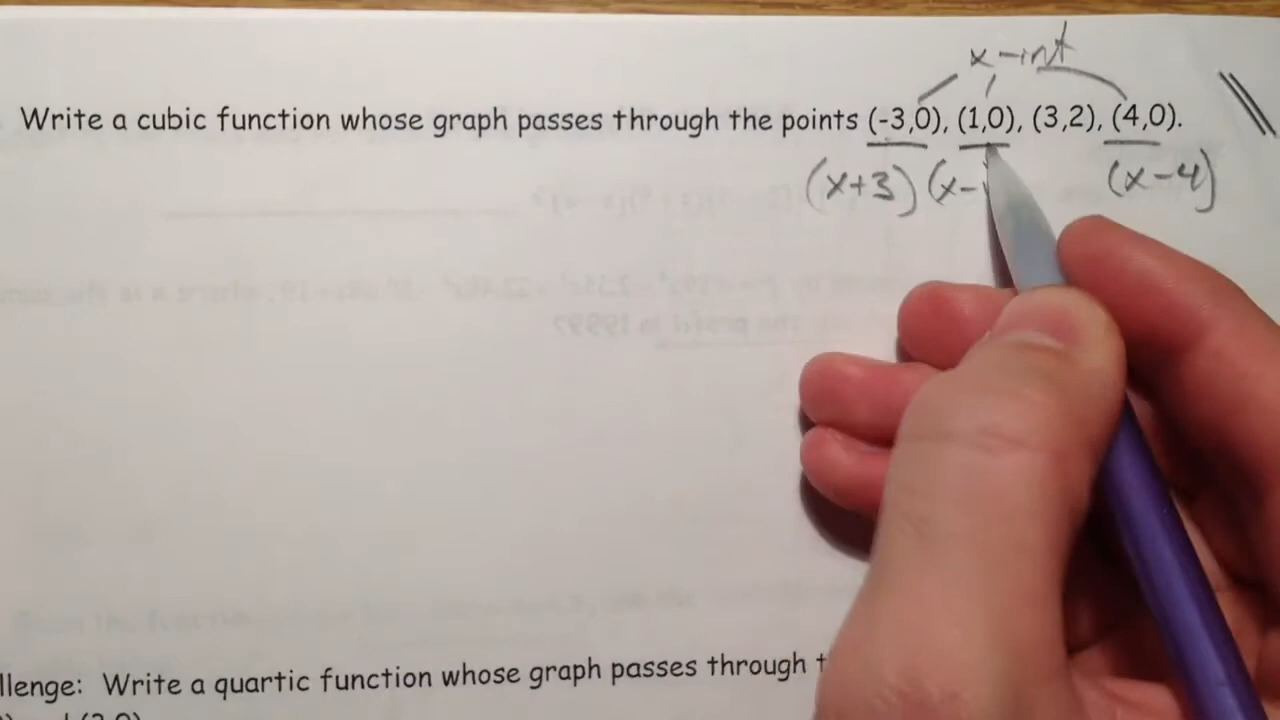 x-int
Write a cubic function whose graph passes through the points (-3,0), (1,0), (3,2), (4,0).
(x+3) (x- (x-4)
llenge: Write a quartic function whose graph passes through t